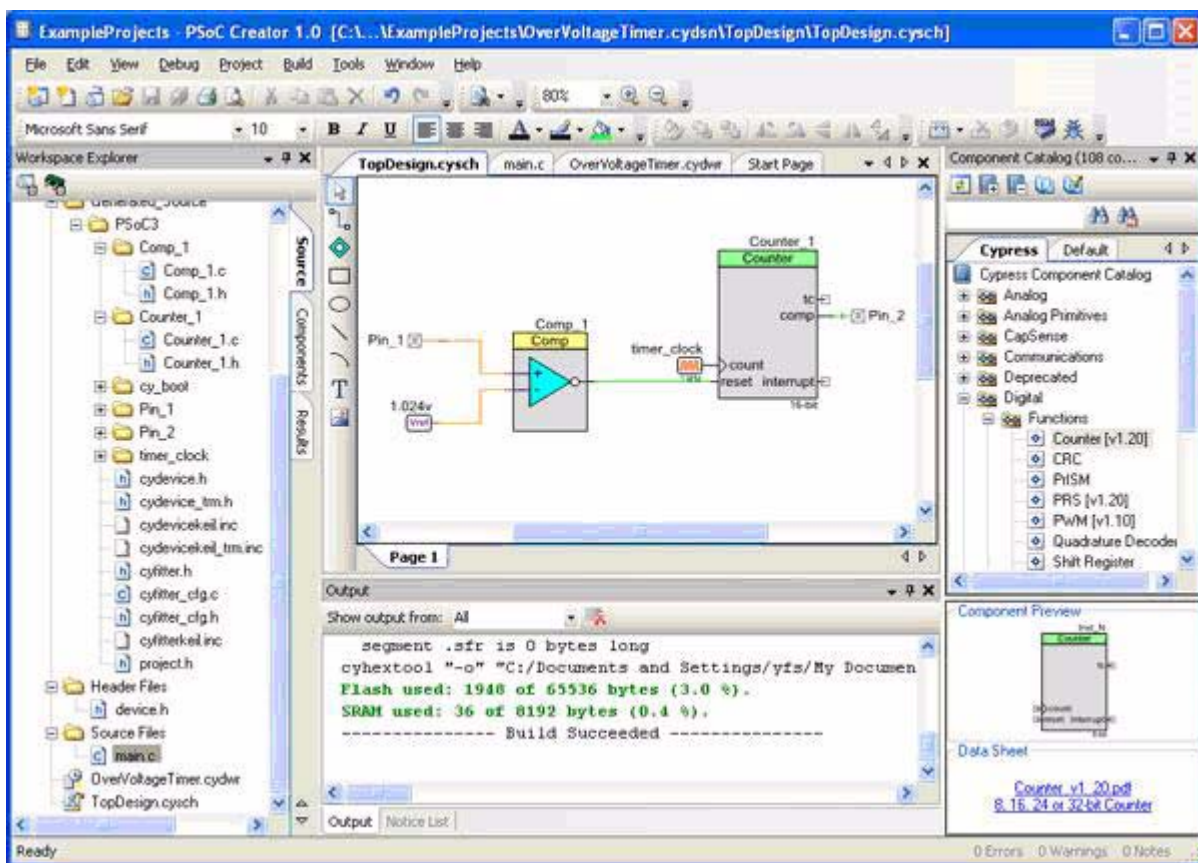 ExampleProjects - PSoC Creator 1.0 [C:\...\ExampleProjects\OverVoltageTimer.cydsn\TopDesign\TopDesign.cysch]
File Edit View Debug Project Build Tools Window Help
80%
Microsoft Sans Serif 10 B I U A
Workspace Explorer
Generated_Source
PSoC3
Comp_1
Comp_1.c
Comp_1.h
Counter_1
Counter_1.c
Counter_1.h
cy_boot
Pin_1
Pin_2
timer_clock
cydevice.h
cydevice_trm.h
cydevicekeil.inc
cydevicekeil_trm.inc
cyfitter.h
cyfitter_cfg.c
cyfitter_cfg.h
cyfitterkeil.inc
project.h
Header Files
device.h
Source Files
main.c
OverVoltageTimer.cydwr
TopDesign.cysch
Source
Components
Results
TopDesign.cysch main.c OverVoltageTimer.cydwr Start Page
T
Pin_1
1.024v
Vref
Comp_1
Comp
timer_clock
Counter_1
Counter
tc
comp
Pin_2
count
reset interrupt
16-bit
Page 1
Output
Show output from: All
segment .sfr is 0 bytes long
cyhextool "-o" "C:/Documents and Settings/yfs/My Documen
Flash used: 1948 of 65536 bytes (3.0 %).
SRAM used: 36 of 8192 bytes (0.4 %).
--------------- Build Succeeded ---------------
Output Notice List
Component Catalog (108 co...
Cypress Default
Cypress Component Catalog
Analog
Analog Primitives
CapSense
Communications
Deprecated
Digital
Functions
Counter [v1.20]
CRC
PrISM
PRS [v1.20]
PWM [v1.10]
Quadrature Decoder
Shift Register
Component Preview
Inst_N
Counter
count
reset interrupt
Data Sheet
Counter_v1_20.pdf
8, 16, 24 or 32-bit Counter
Ready
0 Errors 0 Warnings 0 Notes